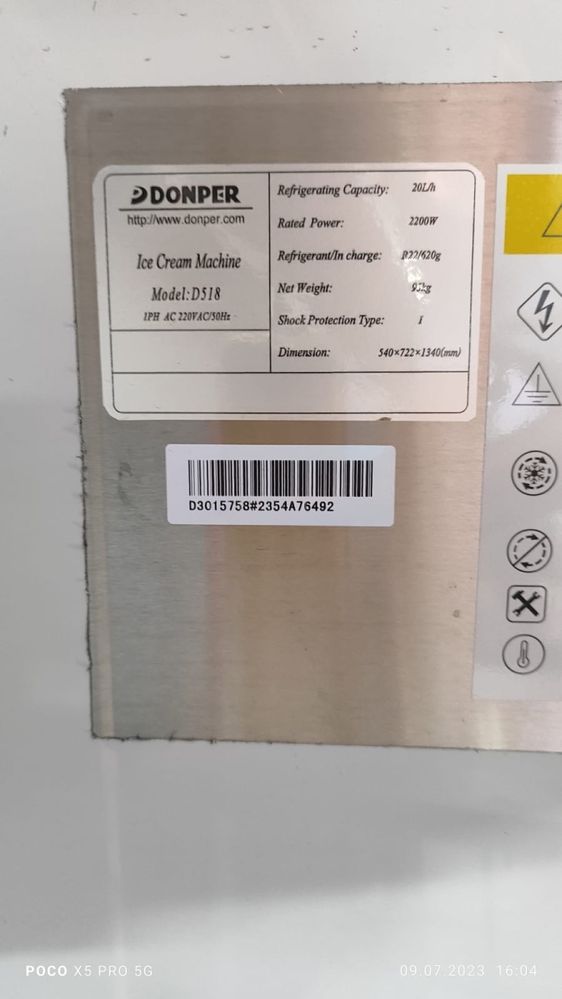 DONPER
http://www.donper.com
Ice Cream Machine
Model:D518
1PH AC 220VAC/50Hz
Refrigerating Capacity: 20L/h
Rated Power: 2200W
Refrigerant/In charge: R22/620g
Net Weight:
Shock Protection Type: I
Dimension: 540×722×1340(mm)
D3015758#2354A76492
POCO X5 PRO 5G
09.07.2023 16:04